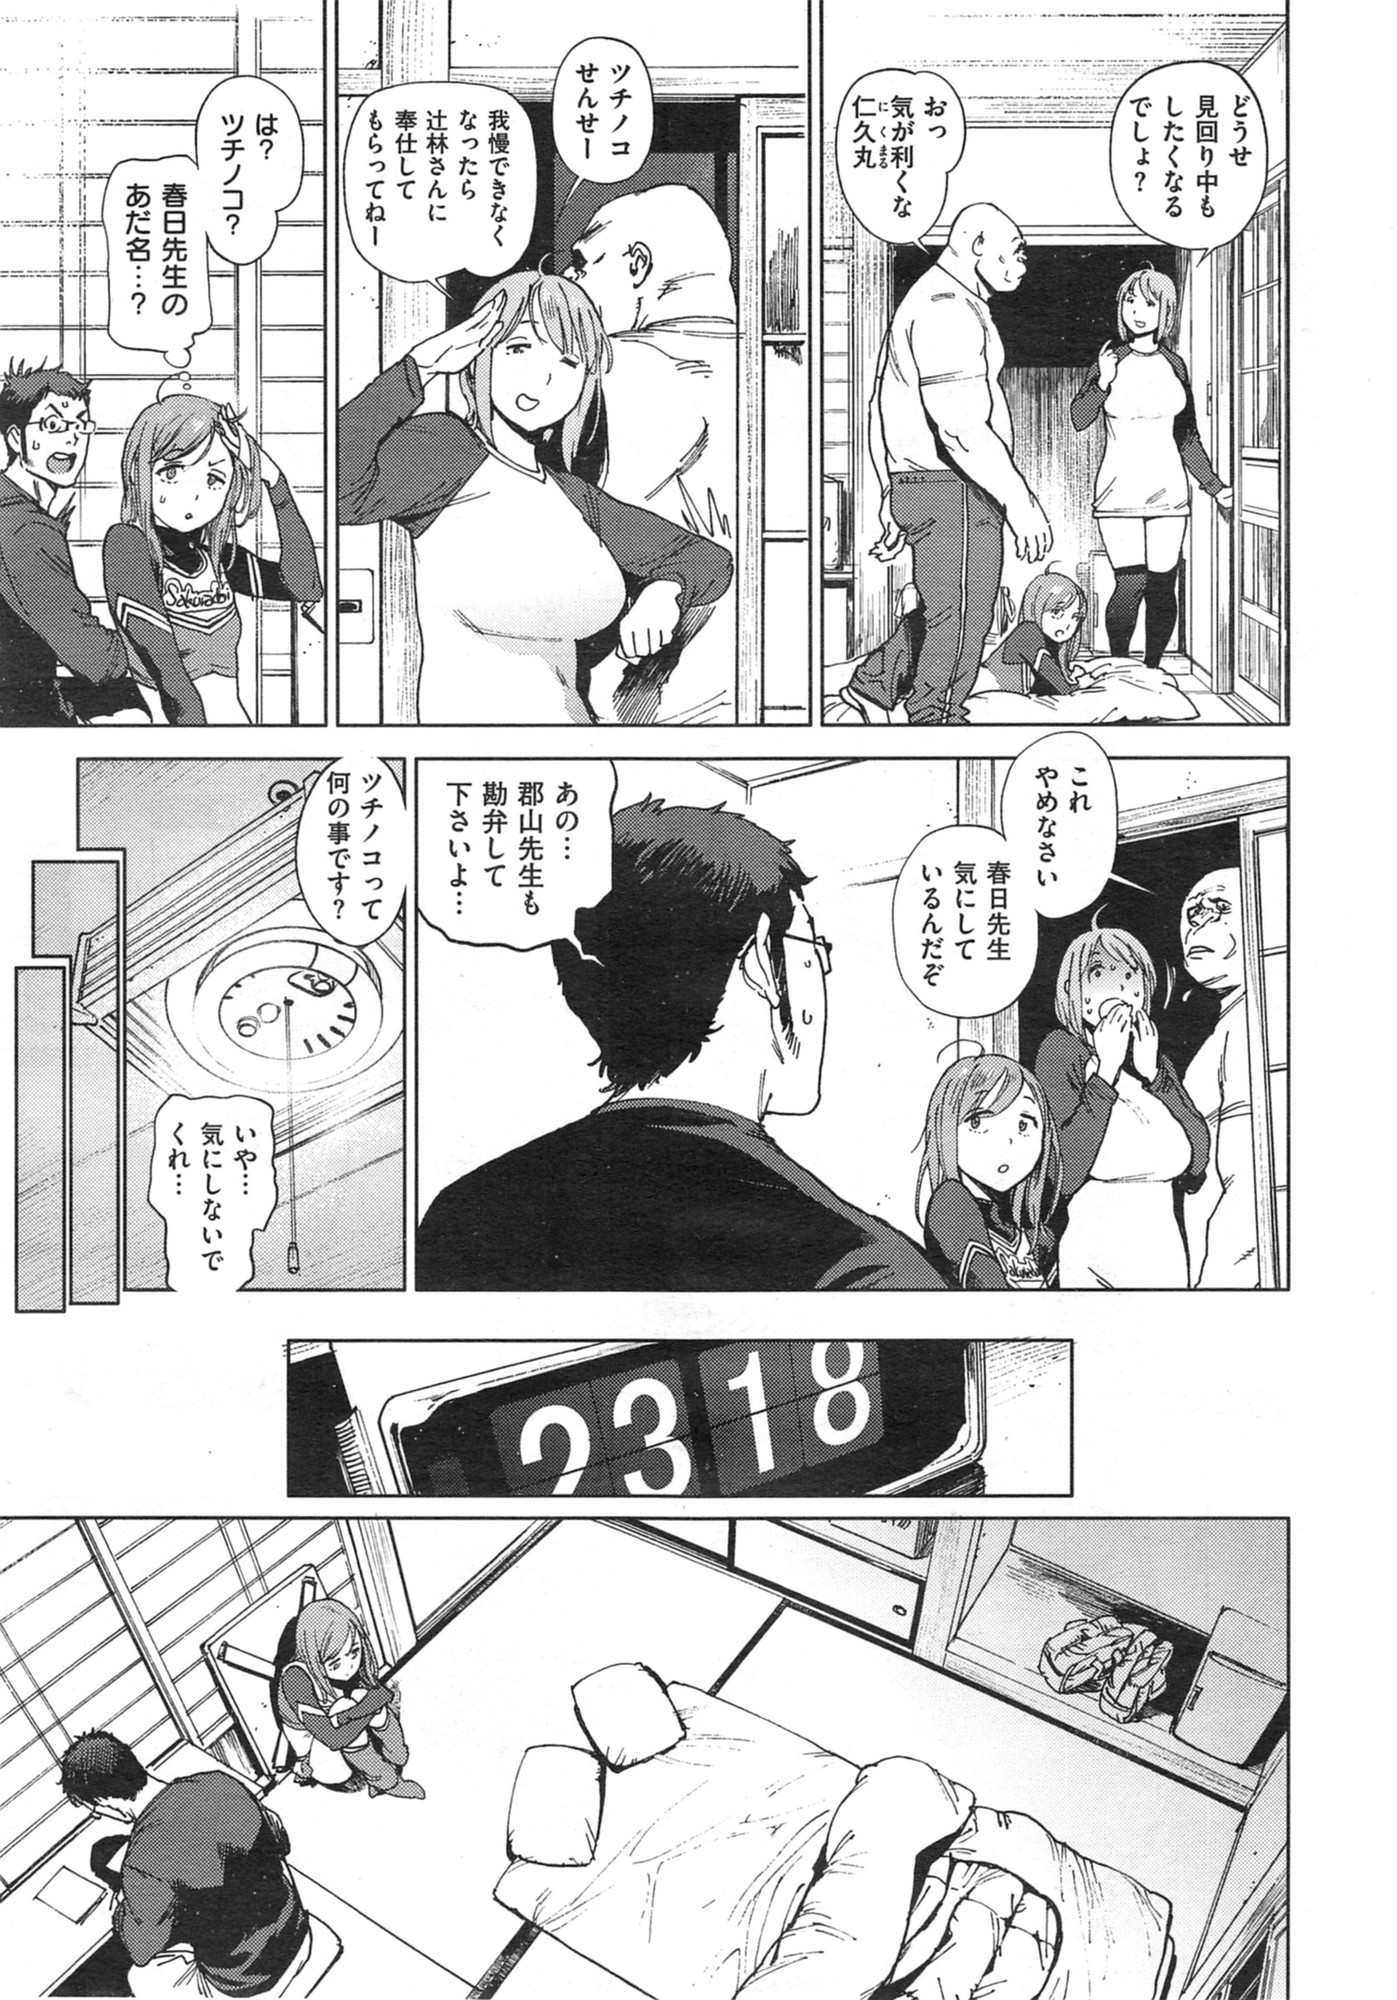 どうせ
見回り中も
したくなる
でしょ？
おっ
気が利くな
仁久丸
にくまる
ツチノコ
せんせー
我慢できなく
なったら
辻林さんに
奉仕して
もらってねー
は？
ツチノコ？
春日先生の
あだ名…？
Sakuradai
これ
やめなさい
春日先生
気にして
いるんだぞ
あの…
郡山先生も
勘弁して
下さいよ…
ツチノコって
何の事です？
いや…
気にしないで
くれ…
2318